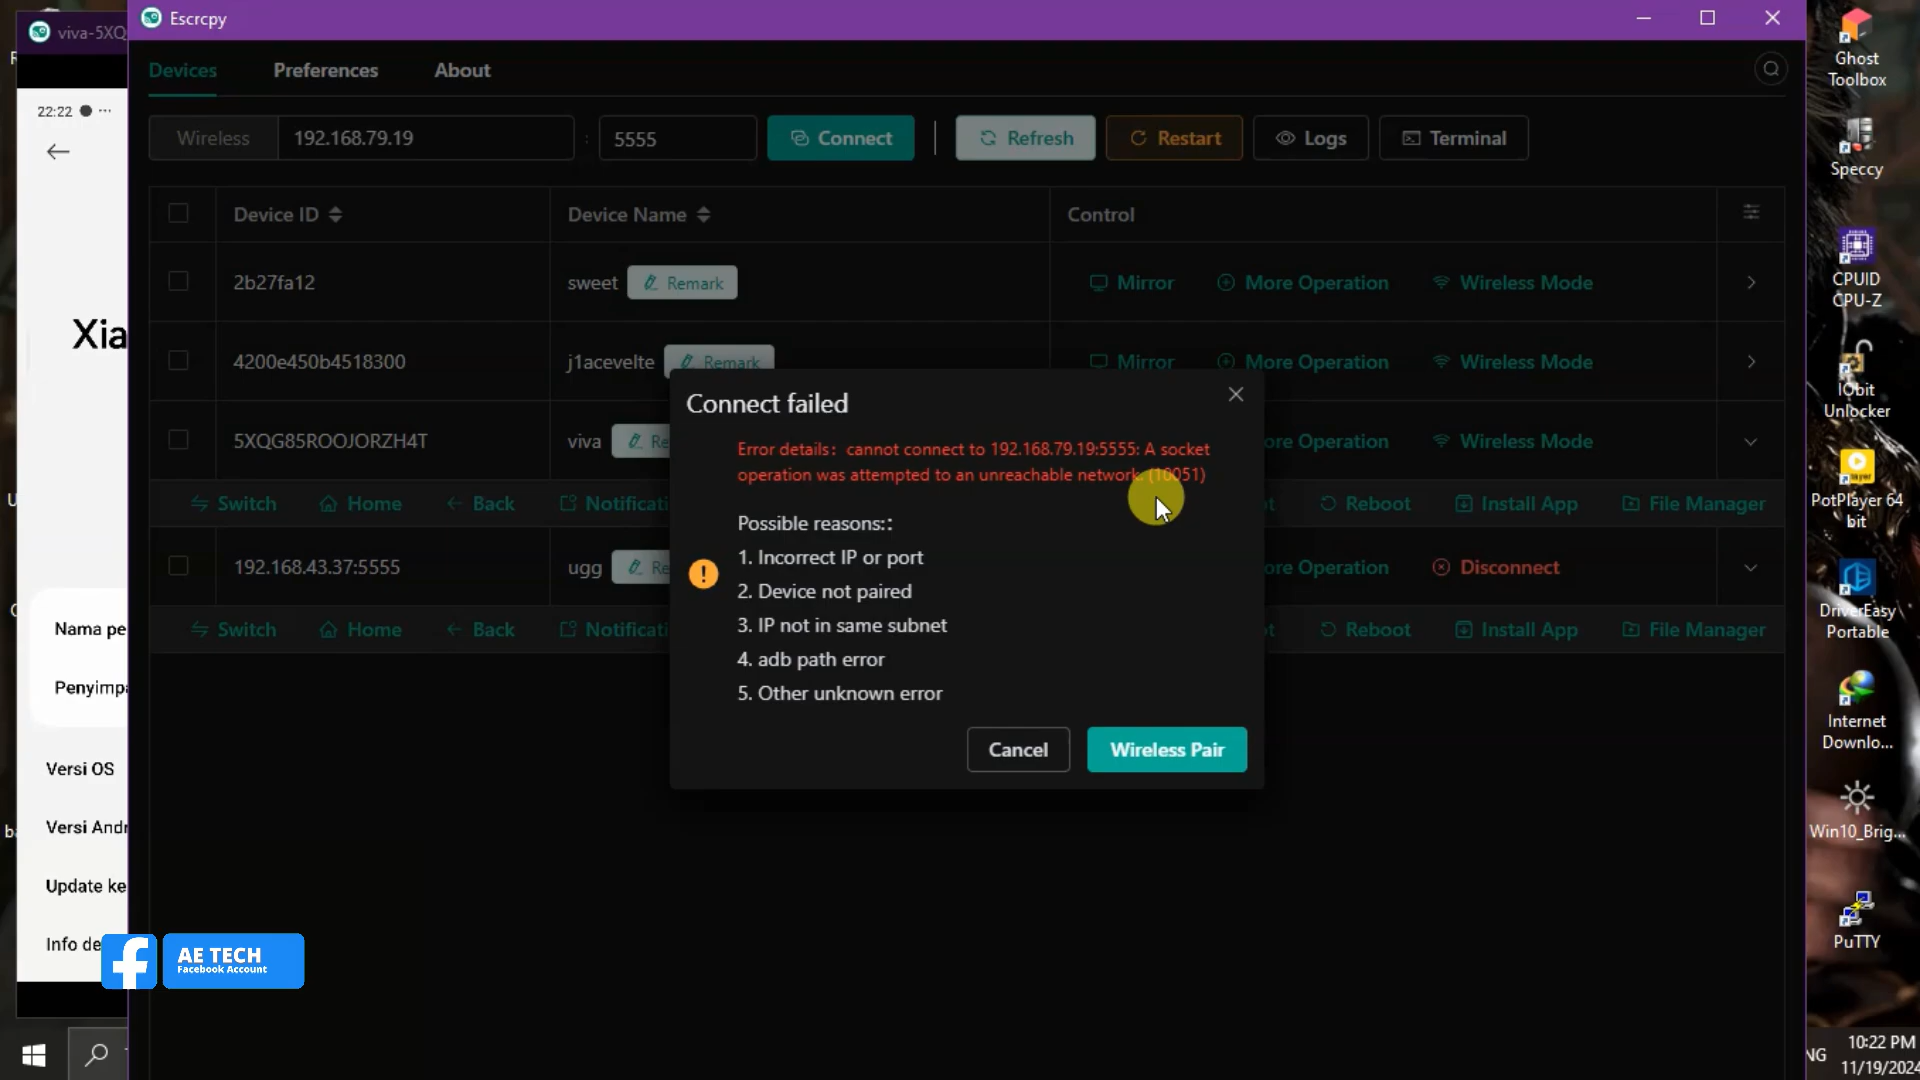 viva-5XQ
Escrcpy
Devices
Preferences
About
Wireless
192.168.79.19
:
5555
Connect
Refresh
Restart
Logs
Terminal
Device ID
Device Name
Control
2b27fa12
sweet
Remark
Mirror
More Operation
Wireless Mode
4200e450b4518300
j1acevelte
Remark
Mirror
More Operation
Wireless Mode
5XQG85ROOJORZH4T
viva
Re
ore Operation
Wireless Mode
Switch
Home
Back
Notificati
t
Reboot
Install App
File Manager
192.168.43.37:5555
ugg
Re
ore Operation
Disconnect
Switch
Home
Back
Notificati
t
Reboot
Install App
File Manager
Connect failed
Error details: cannot connect to 192.168.79.19:5555: A socket
operation was attempted to an unreachable network. (10051)
Possible reasons::
1. Incorrect IP or port
2. Device not paired
3. IP not in same subnet
4. adb path error
5. Other unknown error
Cancel
Wireless Pair
22:22
Xia
Nama pe
Penyimpa
Versi OS
Versi Andr
Update ke
Info de
AE TECH
Facebook Account
Ghost
Toolbox
Speccy
CPUID
CPU-Z
IObit
Unlocker
PotPlayer 64
bit
DriverEasy
Portable
Internet
Downlo...
Win10_Brig...
PuTTY
NG
10:22 PM
11/19/2024